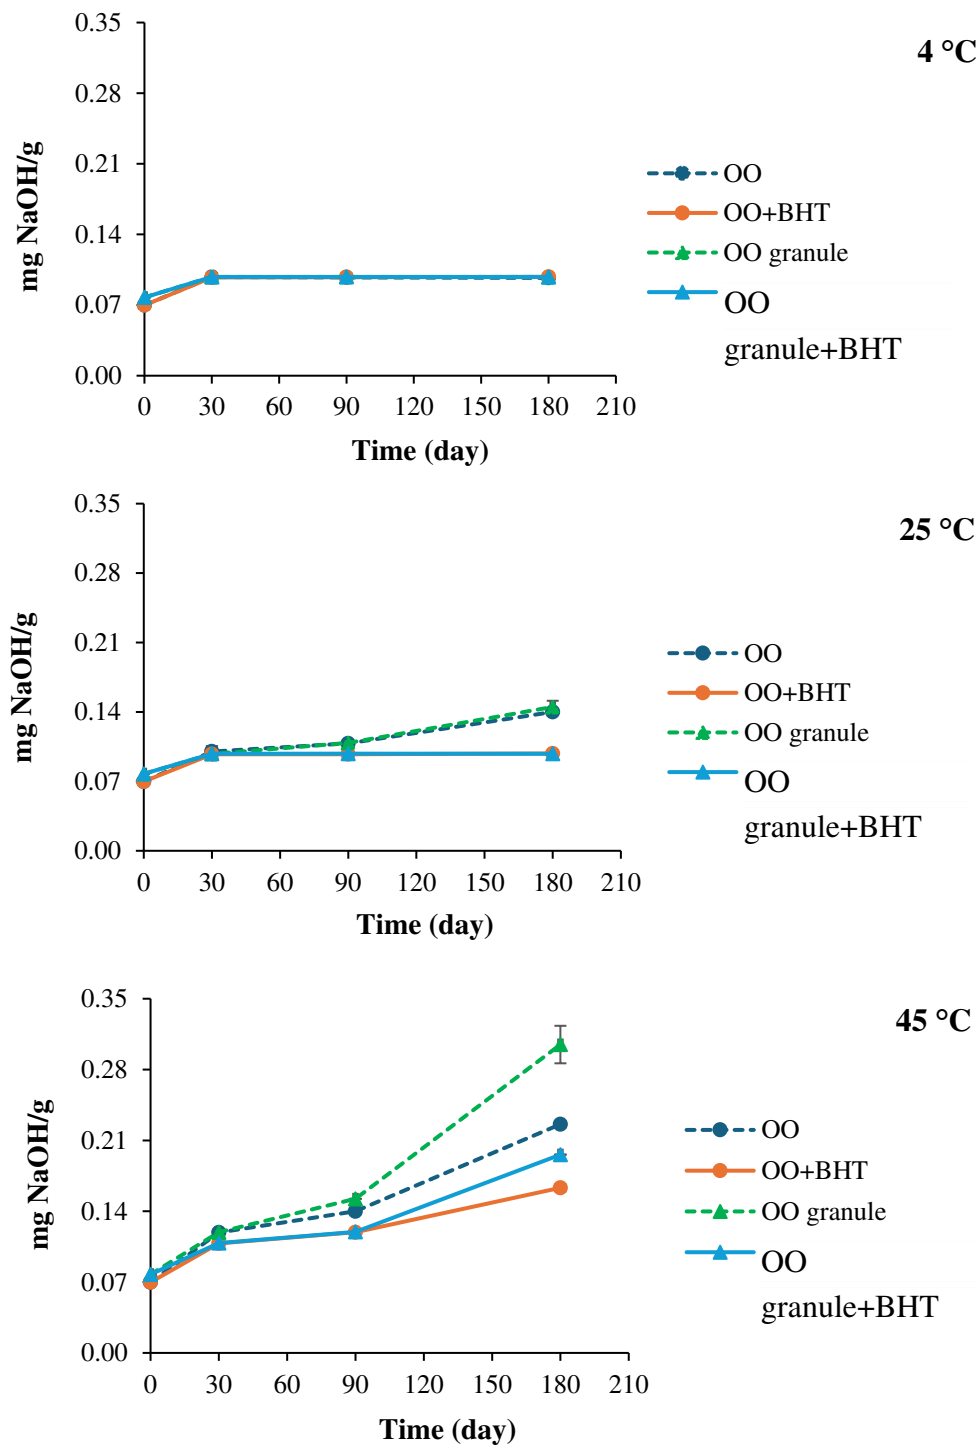 0.35
0.28
0.21
0.14
0.07
0.00
mg NaOH/g
0 30 60 90 120 150 180 210
Time (day)
4 °C
OO
OO+BHT
OO granule
OO
granule+BHT
0.35
0.28
0.21
0.14
0.07
0.00
mg NaOH/g
0 30 60 90 120 150 180 210
Time (day)
25 °C
OO
OO+BHT
OO granule
OO
granule+BHT
0.35
0.28
0.21
0.14
0.07
0.00
mg NaOH/g
0 30 60 90 120 150 180 210
Time (day)
45 °C
OO
OO+BHT
OO granule
OO
granule+BHT